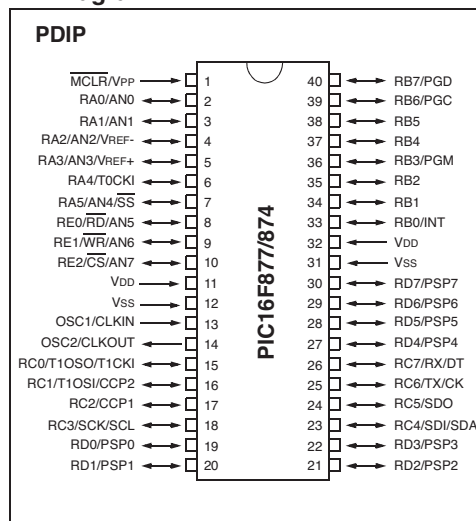 PDIP
MCLR/VPP 1 40 RB7/PGD
RA0/AN0 2 39 RB6/PGC
RA1/AN1 3 38 RB5
RA2/AN2/VREF- 4 37 RB4
RA3/AN3/VREF+ 5 36 RB3/PGM
RA4/T0CKI 6 35 RB2
RA5/AN4/SS 7 34 RB1
RE0/RD/AN5 8 33 RB0/INT
RE1/WR/AN6 9 32 VDD
RE2/CS/AN7 10 31 VSS
VDD 11 30 RD7/PSP7
VSS 12 29 RD6/PSP6
OSC1/CLKIN 13 28 RD5/PSP5
OSC2/CLKOUT 14 27 RD4/PSP4
RC0/T1OSO/T1CKI 15 26 RC7/RX/DT
RC1/T1OSI/CCP2 16 25 RC6/TX/CK
RC2/CCP1 17 24 RC5/SDO
RC3/SCK/SCL 18 23 RC4/SDI/SDA
RD0/PSP0 19 22 RD3/PSP3
RD1/PSP1 20 21 RD2/PSP2
PIC16F877/874